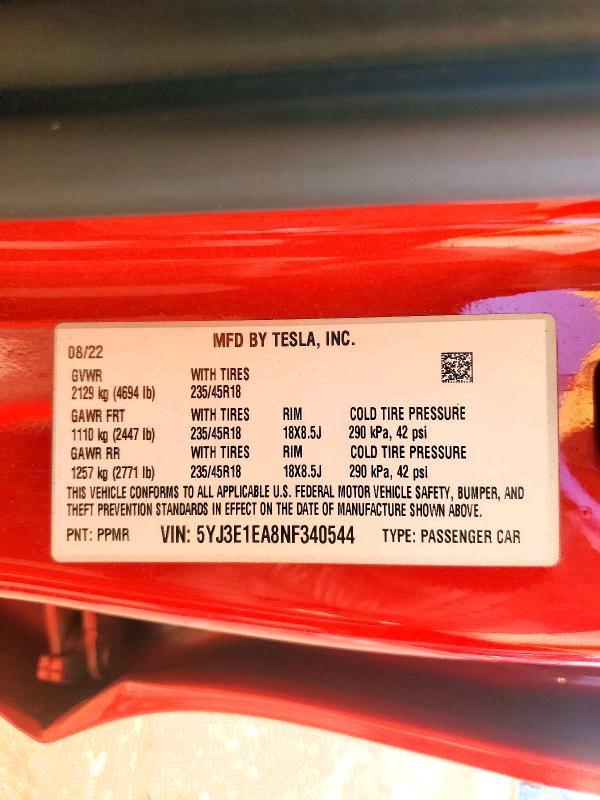 MFD BY TESLA, INC.
08/22
GVWR WITH TIRES
2129 kg (4694 lb) 235/45R18
GAWR FRT WITH TIRES RIM COLD TIRE PRESSURE
1110 kg (2447 lb) 235/45R18 18X8.5J 290 kPa, 42 psi
GAWR RR WITH TIRES RIM COLD TIRE PRESSURE
1257 kg (2771 lb) 235/45R18 18X8.5J 290 kPa, 42 psi
THIS VEHICLE CONFORMS TO ALL APPLICABLE U.S. FEDERAL MOTOR VEHICLE SAFETY, BUMPER, AND
THEFT PREVENTION STANDARDS IN EFFECT ON THE DATE OF MANUFACTURE SHOWN ABOVE.
PNT: PPMR VIN: 5YJ3E1EA8NF340544 TYPE: PASSENGER CAR